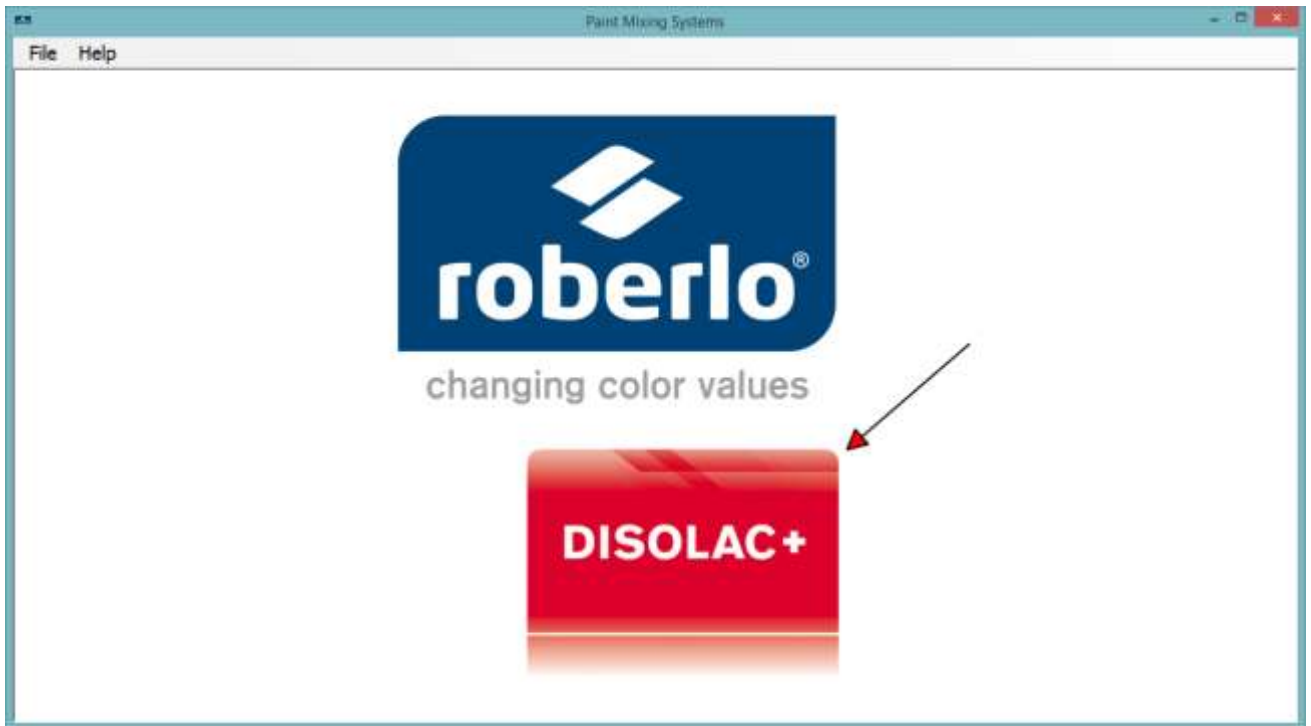 Paint Mixing Systems
File Help
roberlo®
changing color values
DISOLAC+